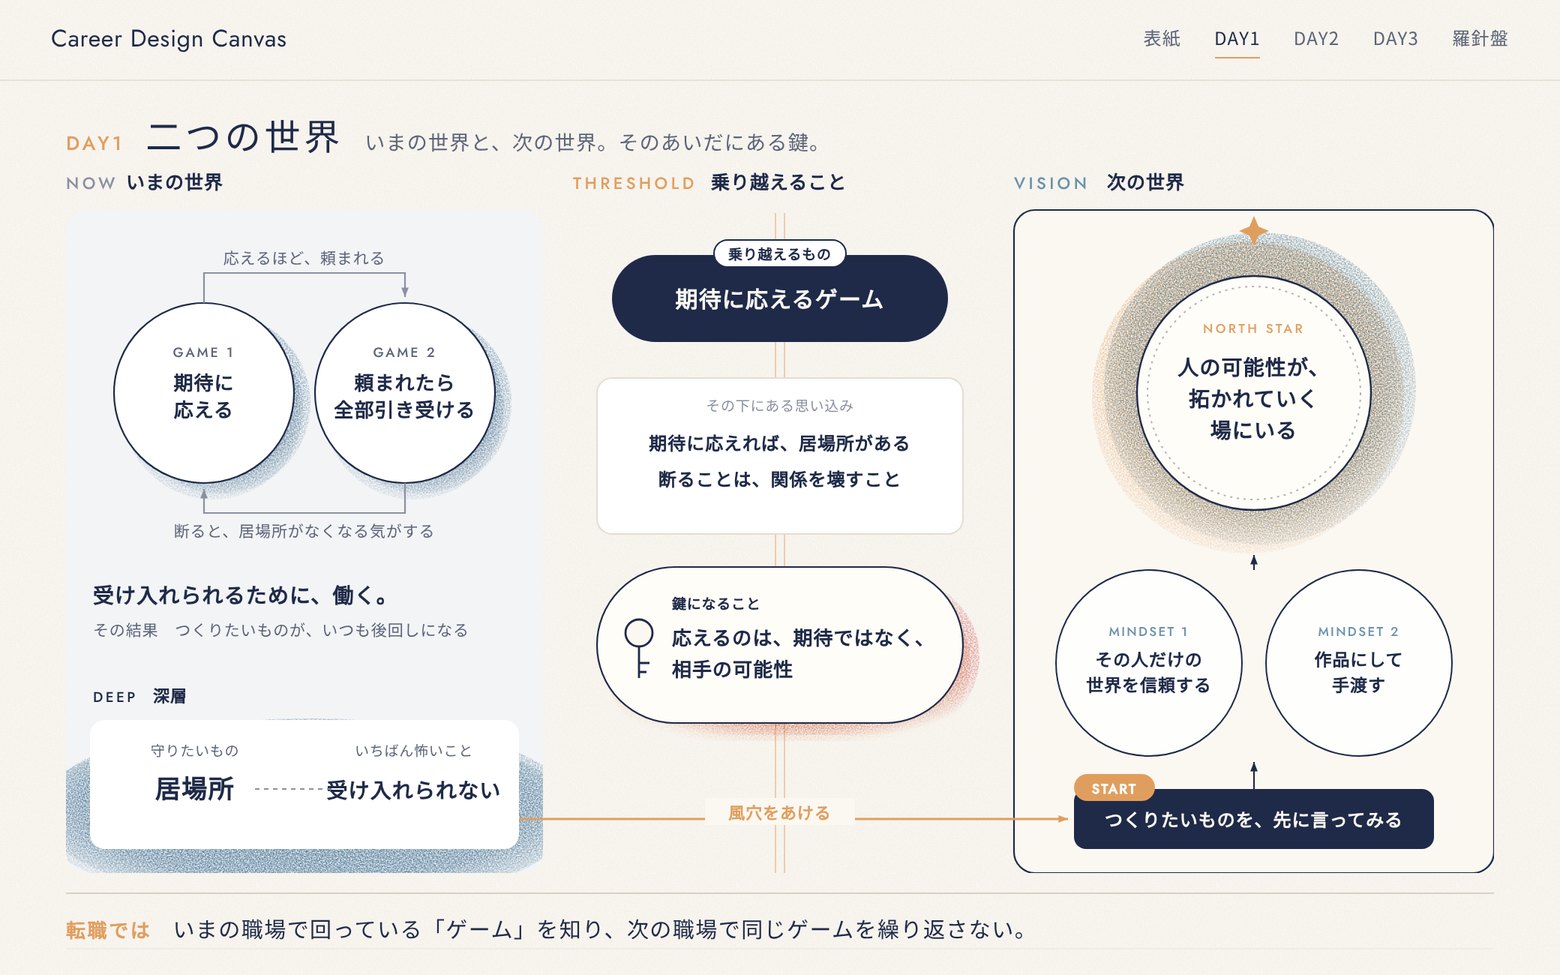 Career Design Canvas
表紙 DAY1 DAY2 DAY3 羅針盤
DAY1 二つの世界 いまの世界と、次の世界。そのあいだにある鍵。
NOW いまの世界
応えるほど、頼まれる
GAME 1
期待に
応える
GAME 2
頼まれたら
全部引き受ける
断ると、居場所がなくなる気がする
受け入れられるために、働く。
その結果 つくりたいものが、いつも後回しになる
DEEP 深層
守りたいもの
居場所
いちばん怖いこと
受け入れられない
THRESHOLD 乗り越えること
乗り越えるもの
期待に応えるゲーム
その下にある思い込み
期待に応えれば、居場所がある
断ることは、関係を壊すこと
鍵になること
応えるのは、期待ではなく、
相手の可能性
風穴をあける
VISION 次の世界
NORTH STAR
人の可能性が、
拓かれていく
場にいる
MINDSET 1
その人だけの
世界を信頼する
MINDSET 2
作品にして
手渡す
START
つくりたいものを、先に言ってみる
転職では いまの職場で回っている「ゲーム」を知り、次の職場で同じゲームを繰り返さない。